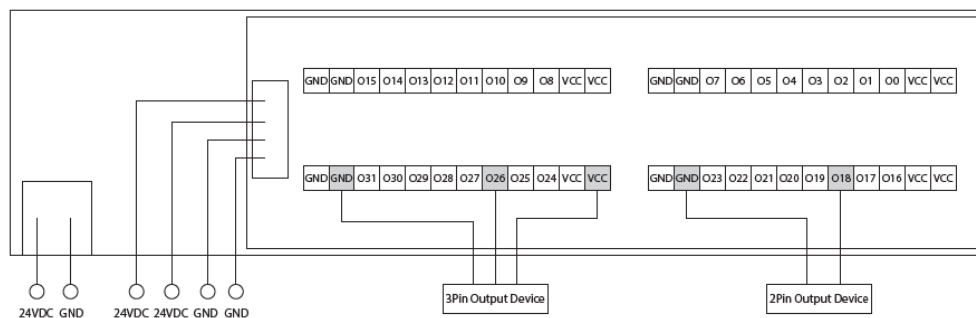 GND GND O15 O14 O13 O12 O11 O10 O9 O8 VCC VCC
GND GND O7 O6 O5 O4 O3 O2 O1 O0 VCC VCC
GND GND O31 O30 O29 O28 O27 O26 O25 O24 VCC VCC
GND GND O23 O22 O21 O20 O19 O18 O17 O16 VCC VCC
3Pin Output Device
2Pin Output Device
24VDC GND
24VDC 24VDC GND GND